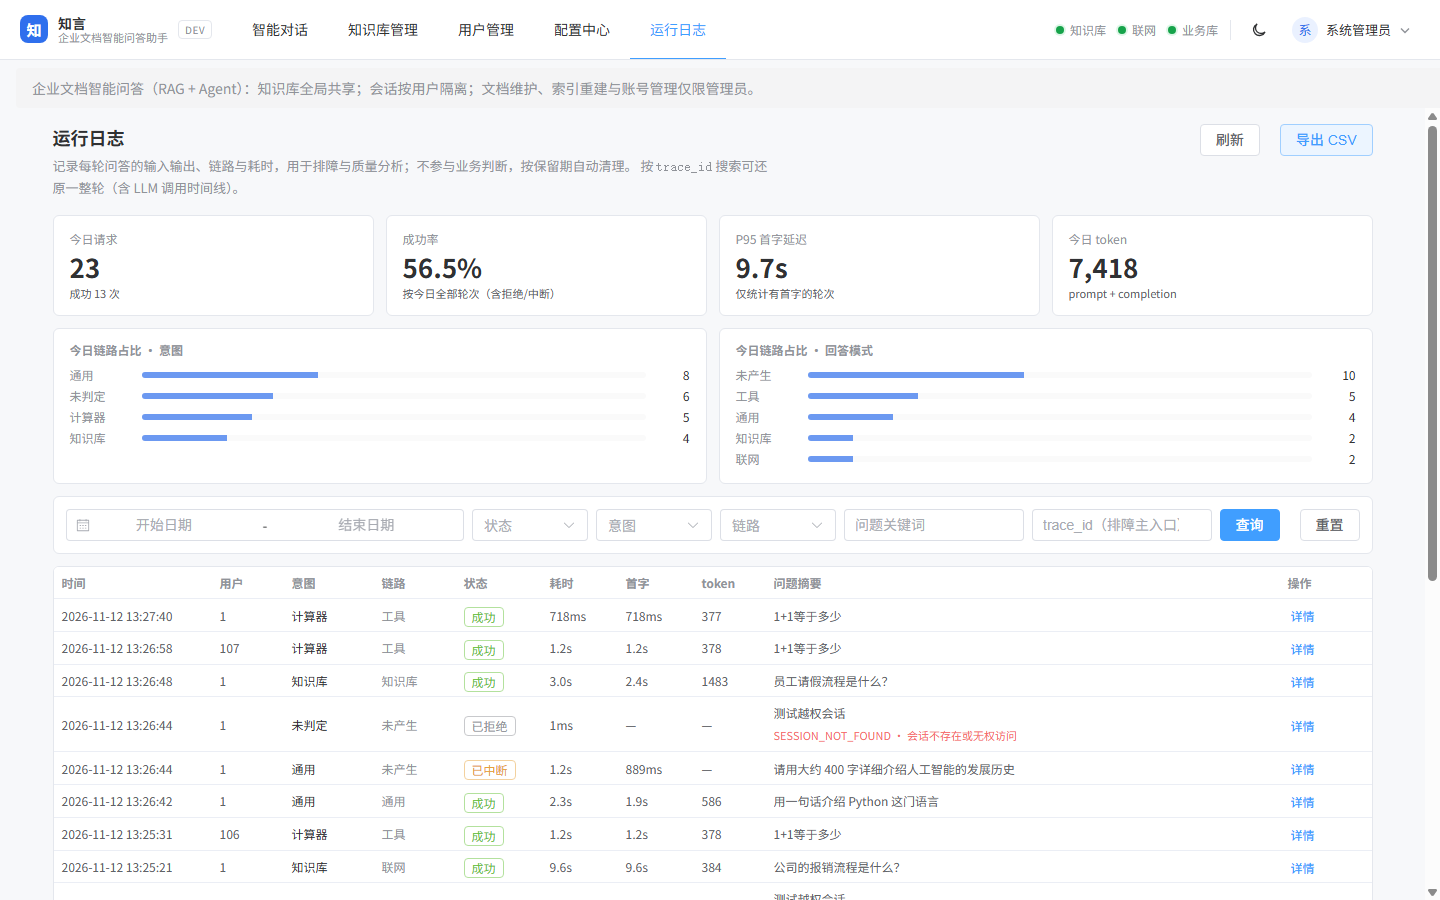 知 知言 企业文档智能问答助手 DEV 智能对话 知识库管理 用户管理 配置中心 运行日志 知识库 联网 业务库 系 系统管理员
企业文档智能问答（RAG + Agent）：知识库全局共享；会话按用户隔离；文档维护、索引重建与账号管理仅限管理员。
运行日志 刷新 导出 CSV
记录每轮问答的输入输出、链路与耗时，用于排障与质量分析；不参与业务判断，按保留期自动清理。 按 trace_id 搜索可还
原一整轮（含 LLM 调用时间线）。
今日请求 成功率 P95 首字延迟 今日 token
23 56.5% 9.7s 7,418
成功 13 次 按今日全部轮次（含拒绝/中断） 仅统计有首字的轮次 prompt + completion
今日链路占比 · 意图
通用 8
未判定 6
计算器 5
知识库 4
今日链路占比 · 回答模式
未产生 10
工具 5
通用 4
知识库 2
联网 2
开始日期 - 结束日期 状态 意图 链路 问题关键词 trace_id（排障主入口 查询 重置
时间 用户 意图 链路 状态 耗时 首字 token 问题摘要 操作
2026-11-12 13:27:40 1 计算器 工具 成功 718ms 718ms 377 1+1等于多少 详情
2026-11-12 13:26:58 107 计算器 工具 成功 1.2s 1.2s 378 1+1等于多少 详情
2026-11-12 13:26:48 1 知识库 知识库 成功 3.0s 2.4s 1483 员工请假流程是什么？ 详情
2026-11-12 13:26:44 1 未判定 未产生 已拒绝 1ms — — 测试越权会话 详情
SESSION_NOT_FOUND · 会话不存在或无权访问
2026-11-12 13:26:44 1 通用 未产生 已中断 1.2s 889ms — 请用大约 400 字详细介绍人工智能的发展历史 详情
2026-11-12 13:26:42 1 通用 通用 成功 2.3s 1.9s 586 用一句话介绍 Python 这门语言 详情
2026-11-12 13:25:31 106 计算器 工具 成功 1.2s 1.2s 378 1+1等于多少 详情
2026-11-12 13:25:21 1 知识库 联网 成功 9.6s 9.6s 384 公司的报销流程是什么？ 详情
测试越权会话